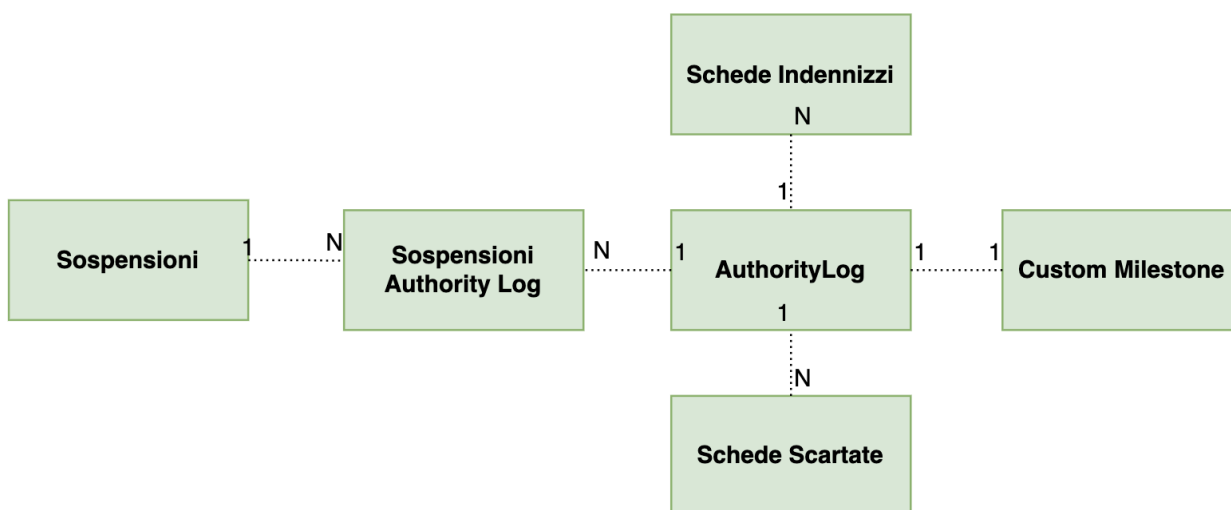 Schede Indennizzi
N
1
Sospensioni
1
N
Sospensioni
Authority Log
N
1
AuthorityLog
1
1
Custom Milestone
1
N
Schede Scartate